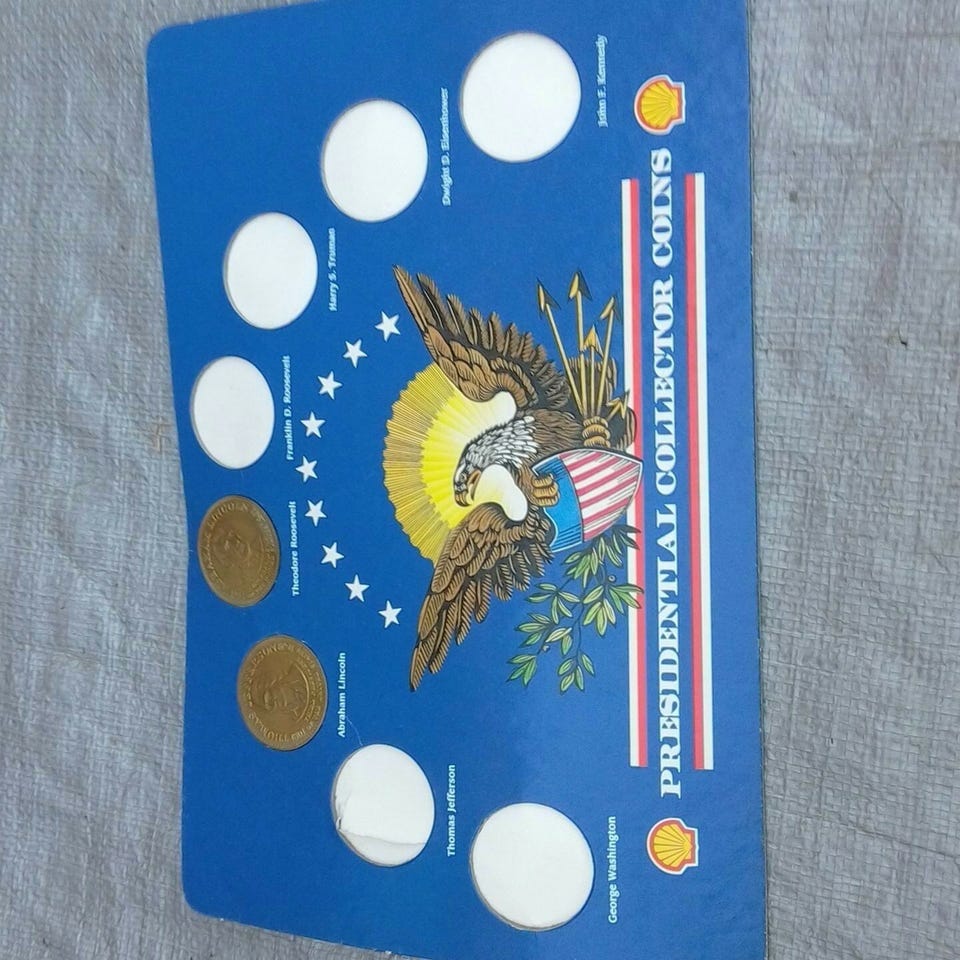 George Washington
Thomas Jefferson
Abraham Lincoln
Theodore Roosevelt
Franklin D. Roosevelt
Harry S. Truman
Dwight D. Eisenhower
John F. Kennedy
LINCOLN
PRESIDENTIAL COLLECTOR COINS